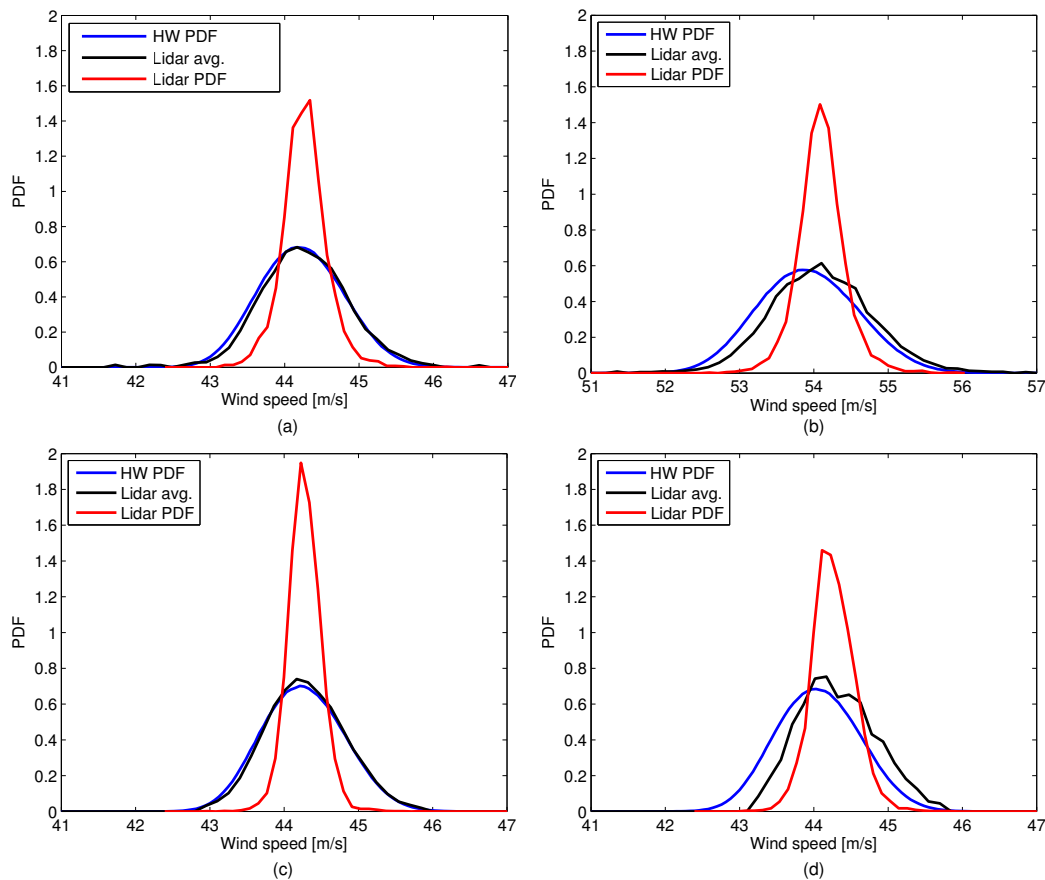 2
1.8
1.6
1.4
1.2
1
0.8
0.6
0.4
0.2
0
PDF
HW PDF
Lidar avg.
Lidar PDF
41 42 43 44 45 46 47
Wind speed [m/s]
(a)
2
1.8
1.6
1.4
1.2
1
0.8
0.6
0.4
0.2
0
PDF
HW PDF
Lidar avg.
Lidar PDF
51 52 53 54 55 56 57
Wind speed [m/s]
(b)
2
1.8
1.6
1.4
1.2
1
0.8
0.6
0.4
0.2
0
PDF
HW PDF
Lidar avg.
Lidar PDF
41 42 43 44 45 46 47
Wind speed [m/s]
(c)
2
1.8
1.6
1.4
1.2
1
0.8
0.6
0.4
0.2
0
PDF
HW PDF
Lidar avg.
Lidar PDF
41 42 43 44 45 46 47
Wind speed [m/s]
(d)